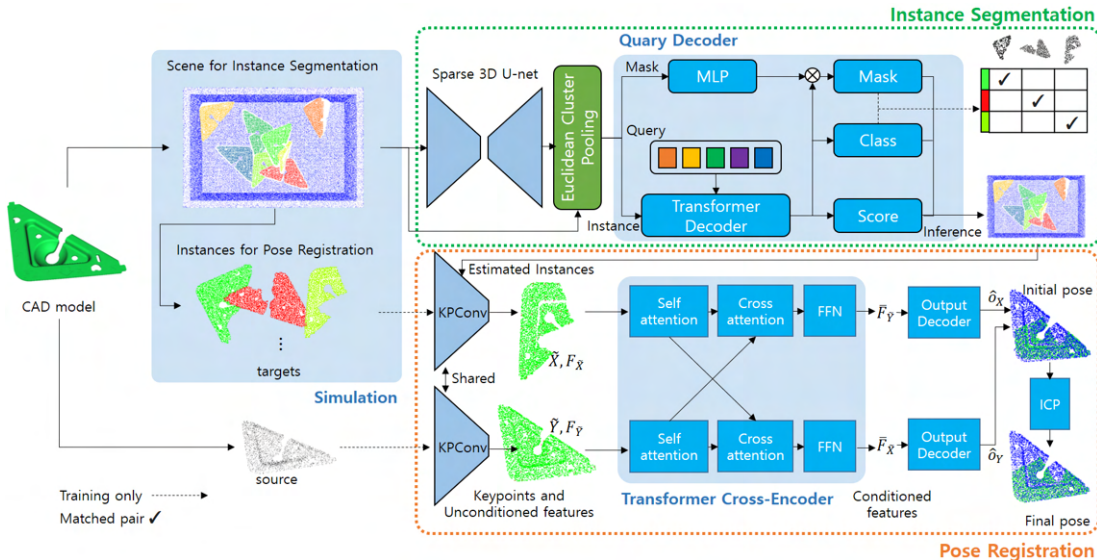 Instance Segmentation
Quary Decoder
Scene for Instance Segmentation
Sparse 3D U-net
Euclidean Cluster
Pooling
Mask
MLP
Mask
Query
Class
Transformer
Decoder
Instance
Score
Inference
Instances for Pose Registration
⋮
targets
Simulation
CAD model
source
Training only
Matched pair ✓
Estimated Instances
KPConv
X̃, F_X̃
Shared
KPConv
Ỹ, F_Ỹ
Keypoints and
Unconditioned features
Self
attention
Cross
attention
FFN
F̄_Ỹ
Output
Decoder
ô_X
Initial pose
ICP
Self
attention
Cross
attention
FFN
F̄_X̃
Output
Decoder
ô_Y
Transformer Cross-Encoder
Conditioned
features
Final pose
Pose Registration